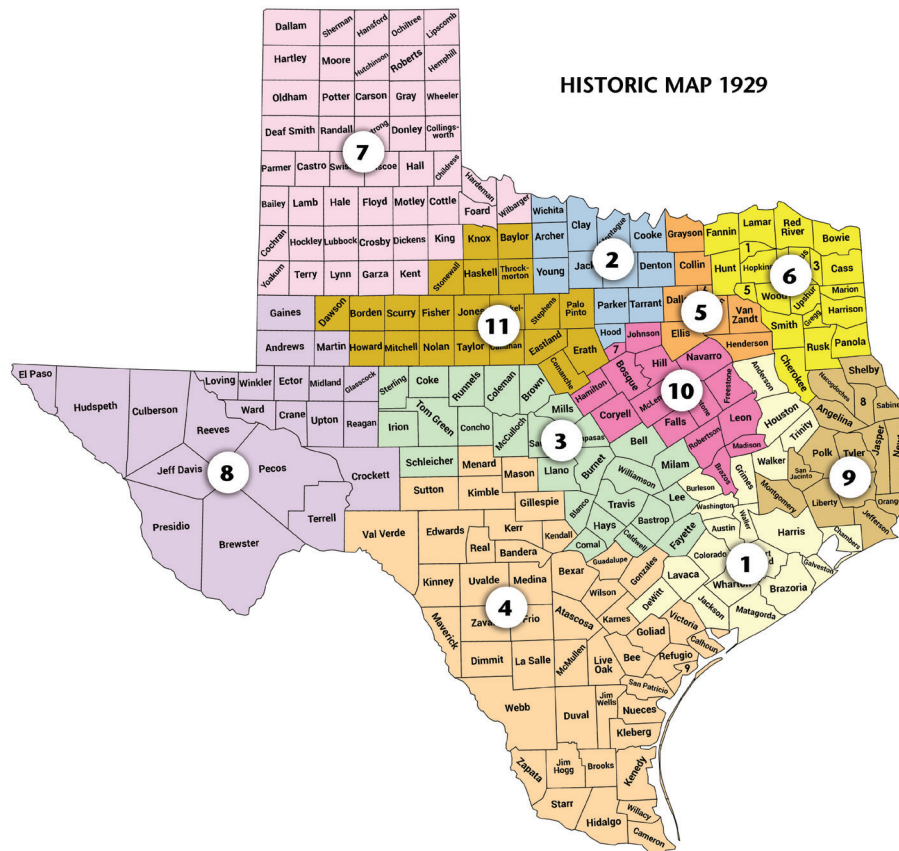 HISTORIC MAP 1929
Dallam Sherman Hansford Ochiltree Lipscomb
Hartley Moore Hutchinson Roberts Hemphill
Oldham Potter Carson Gray Wheeler
Deaf Smith Randall Donley Collings-
worth
7
Parmer Castro Hall Childress
Bailey Lamb Hale Floyd Motley Cottle Hardeman
Foard Wilbarger
Cochran Hockley Lubbock Crosby Dickens King
Yoakum Terry Lynn Garza Kent
Wichita Clay Cooke Grayson
Archer
2
Young Denton Collin
Parker Tarrant
Hood
Fannin Lamar Red
River Bowie
1
Hunt 3 Cass
6
5 Wood Upshur Marion
Gregg Harrison
Smith Rusk Panola
Cherokee
5
Van
Zandt
Ellis
Henderson
Knox Baylor
Stonewall Haskell Throck-
morton
Dawson Borden Scurry Fisher Jones Stephens Palo
Pinto
11
Howard Mitchell Nolan Taylor Eastland Erath
Comanche
Gaines
Andrews Martin
El Paso Hudspeth Culberson
Loving Winkler Ector Midland Glasscock
Reeves Ward Crane Upton Reagan
Jeff Davis 8 Pecos Crockett
Presidio Brewster Terrell
Sterling Coke Runnels Coleman Brown Mills
Irion Tom Green Concho McCulloch
3
Schleicher Llano Burnet Bell
Williamson Milam
Blanco Travis Lee
Hays Bastrop
Comal Caldwell Fayette
7 Johnson
Hill Navarro
Bosque
10
Hamilton Freestone
Coryell Falls Leon
Robertson Madison
Brazos
Anderson
Houston
Trinity
Walker
Grimes
Burleson
Washington Waller
Austin Harris
Colorado 1 Chambers
Galveston
Lavaca Wharton Brazoria
DeWitt Jackson Matagorda
Shelby
Nacogdoches 8 Sabine
Angelina
Polk Tyler Jasper
San
Jacinto 9
Montgomery Liberty
Jefferson
Menard Mason
Sutton Kimble Gillespie
Val Verde Edwards Kerr Kendall
Real Bandera
Kinney Uvalde Medina Bexar Guadalupe Gonzales
Wilson
4
Maverick Atascosa Karnes
Goliad Victoria
Calhoun
Dimmit La Salle McMullen Live
Oak Bee Refugio
9
San Patricio
Webb Duval Jim
Wells Nueces
Kleberg
Zapata Jim
Hogg Brooks Kenedy
Starr Hidalgo Willacy
Cameron